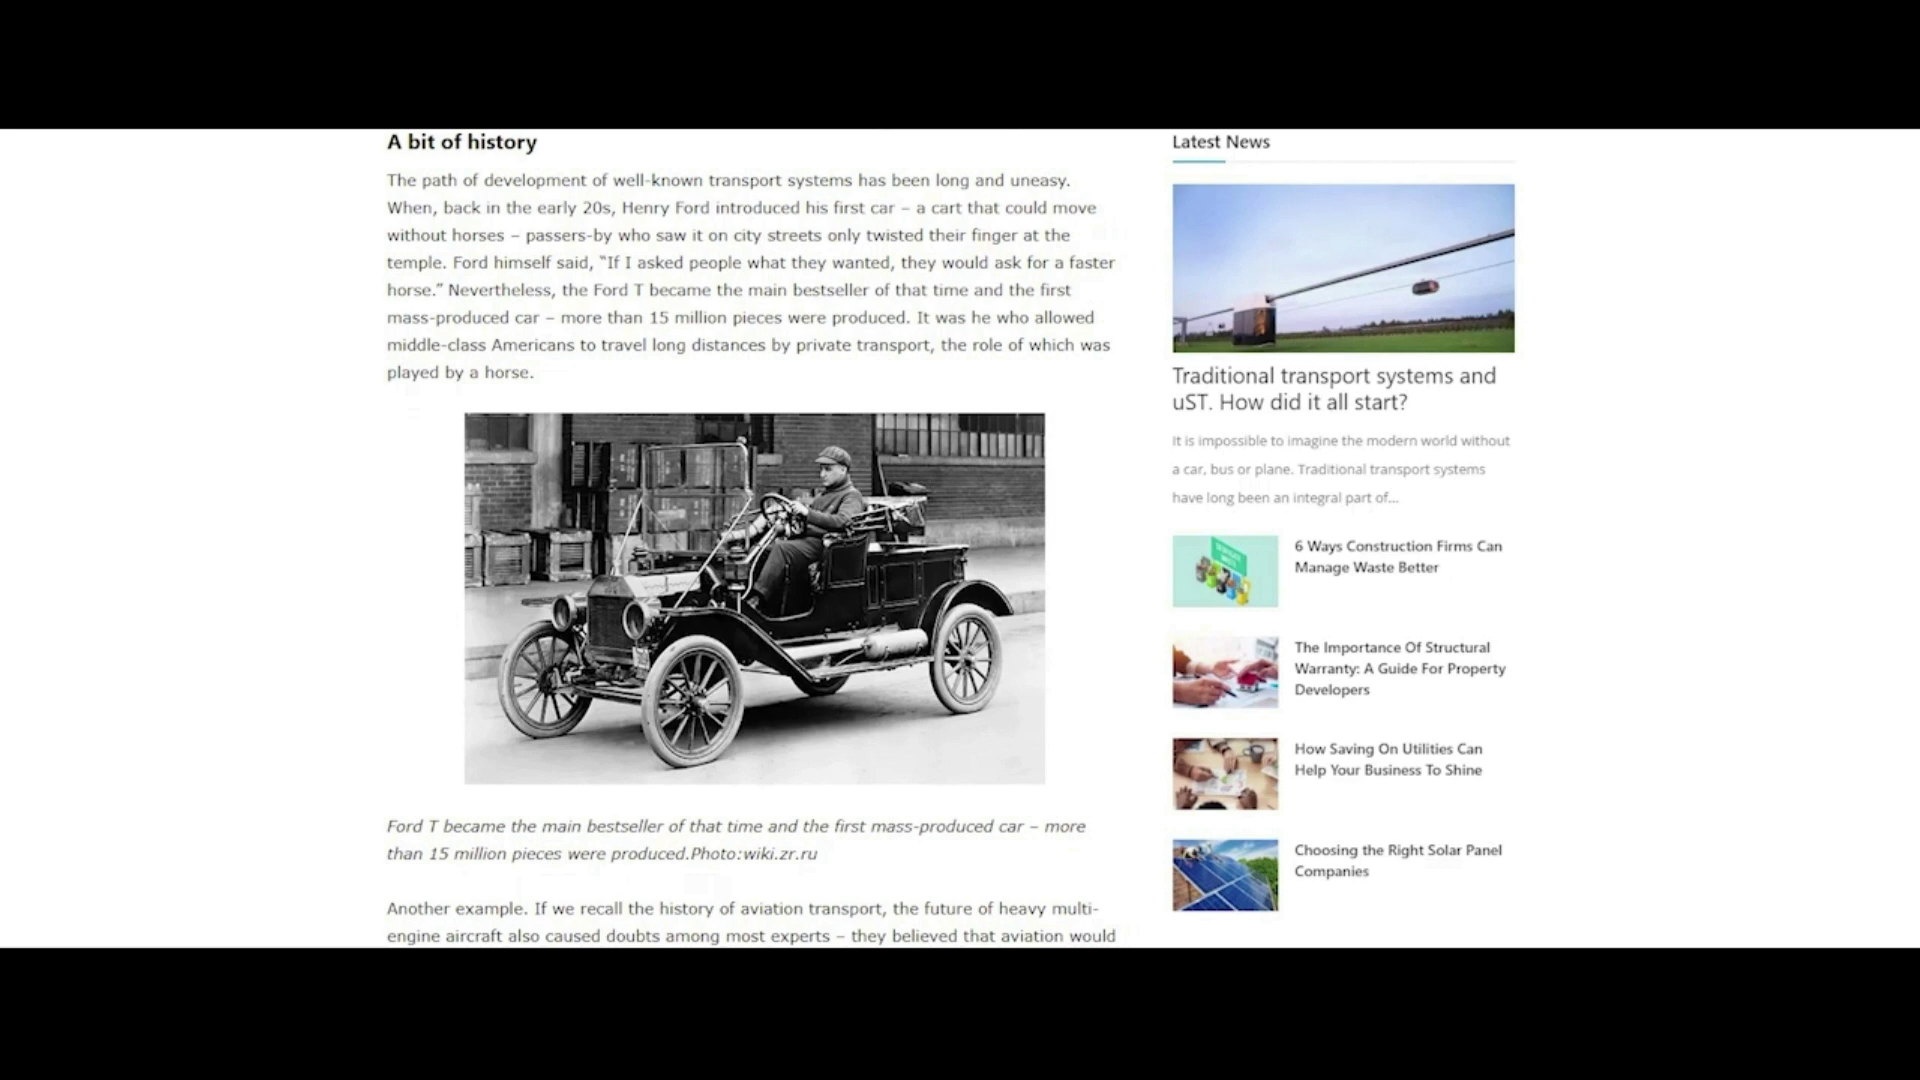 A bit of history
The path of development of well-known transport systems has been long and uneasy.
When, back in the early 20s, Henry Ford introduced his first car – a cart that could move
without horses – passers-by who saw it on city streets only twisted their finger at the
temple. Ford himself said, “If I asked people what they wanted, they would ask for a faster
horse.” Nevertheless, the Ford T became the main bestseller of that time and the first
mass-produced car – more than 15 million pieces were produced. It was he who allowed
middle-class Americans to travel long distances by private transport, the role of which was
played by a horse.
Ford T became the main bestseller of that time and the first mass-produced car – more
than 15 million pieces were produced.Photo:wiki.zr.ru
Another example. If we recall the history of aviation transport, the future of heavy multi-
engine aircraft also caused doubts among most experts – they believed that aviation would
Latest News
Traditional transport systems and
uST. How did it all start?
It is impossible to imagine the modern world without
a car, bus or plane. Traditional transport systems
have long been an integral part of...
6 Ways Construction Firms Can
Manage Waste Better
The Importance Of Structural
Warranty: A Guide For Property
Developers
How Saving On Utilities Can
Help Your Business To Shine
Choosing the Right Solar Panel
Companies